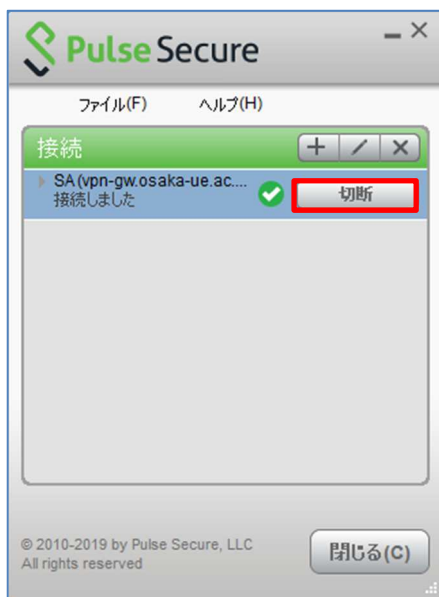 Pulse Secure
ファイル(F) ヘルプ(H)
接続
SA(vpn-gw.osaka-ue.ac....
接続しました
切断
© 2010-2019 by Pulse Secure, LLC
All rights reserved
閉じる(C)